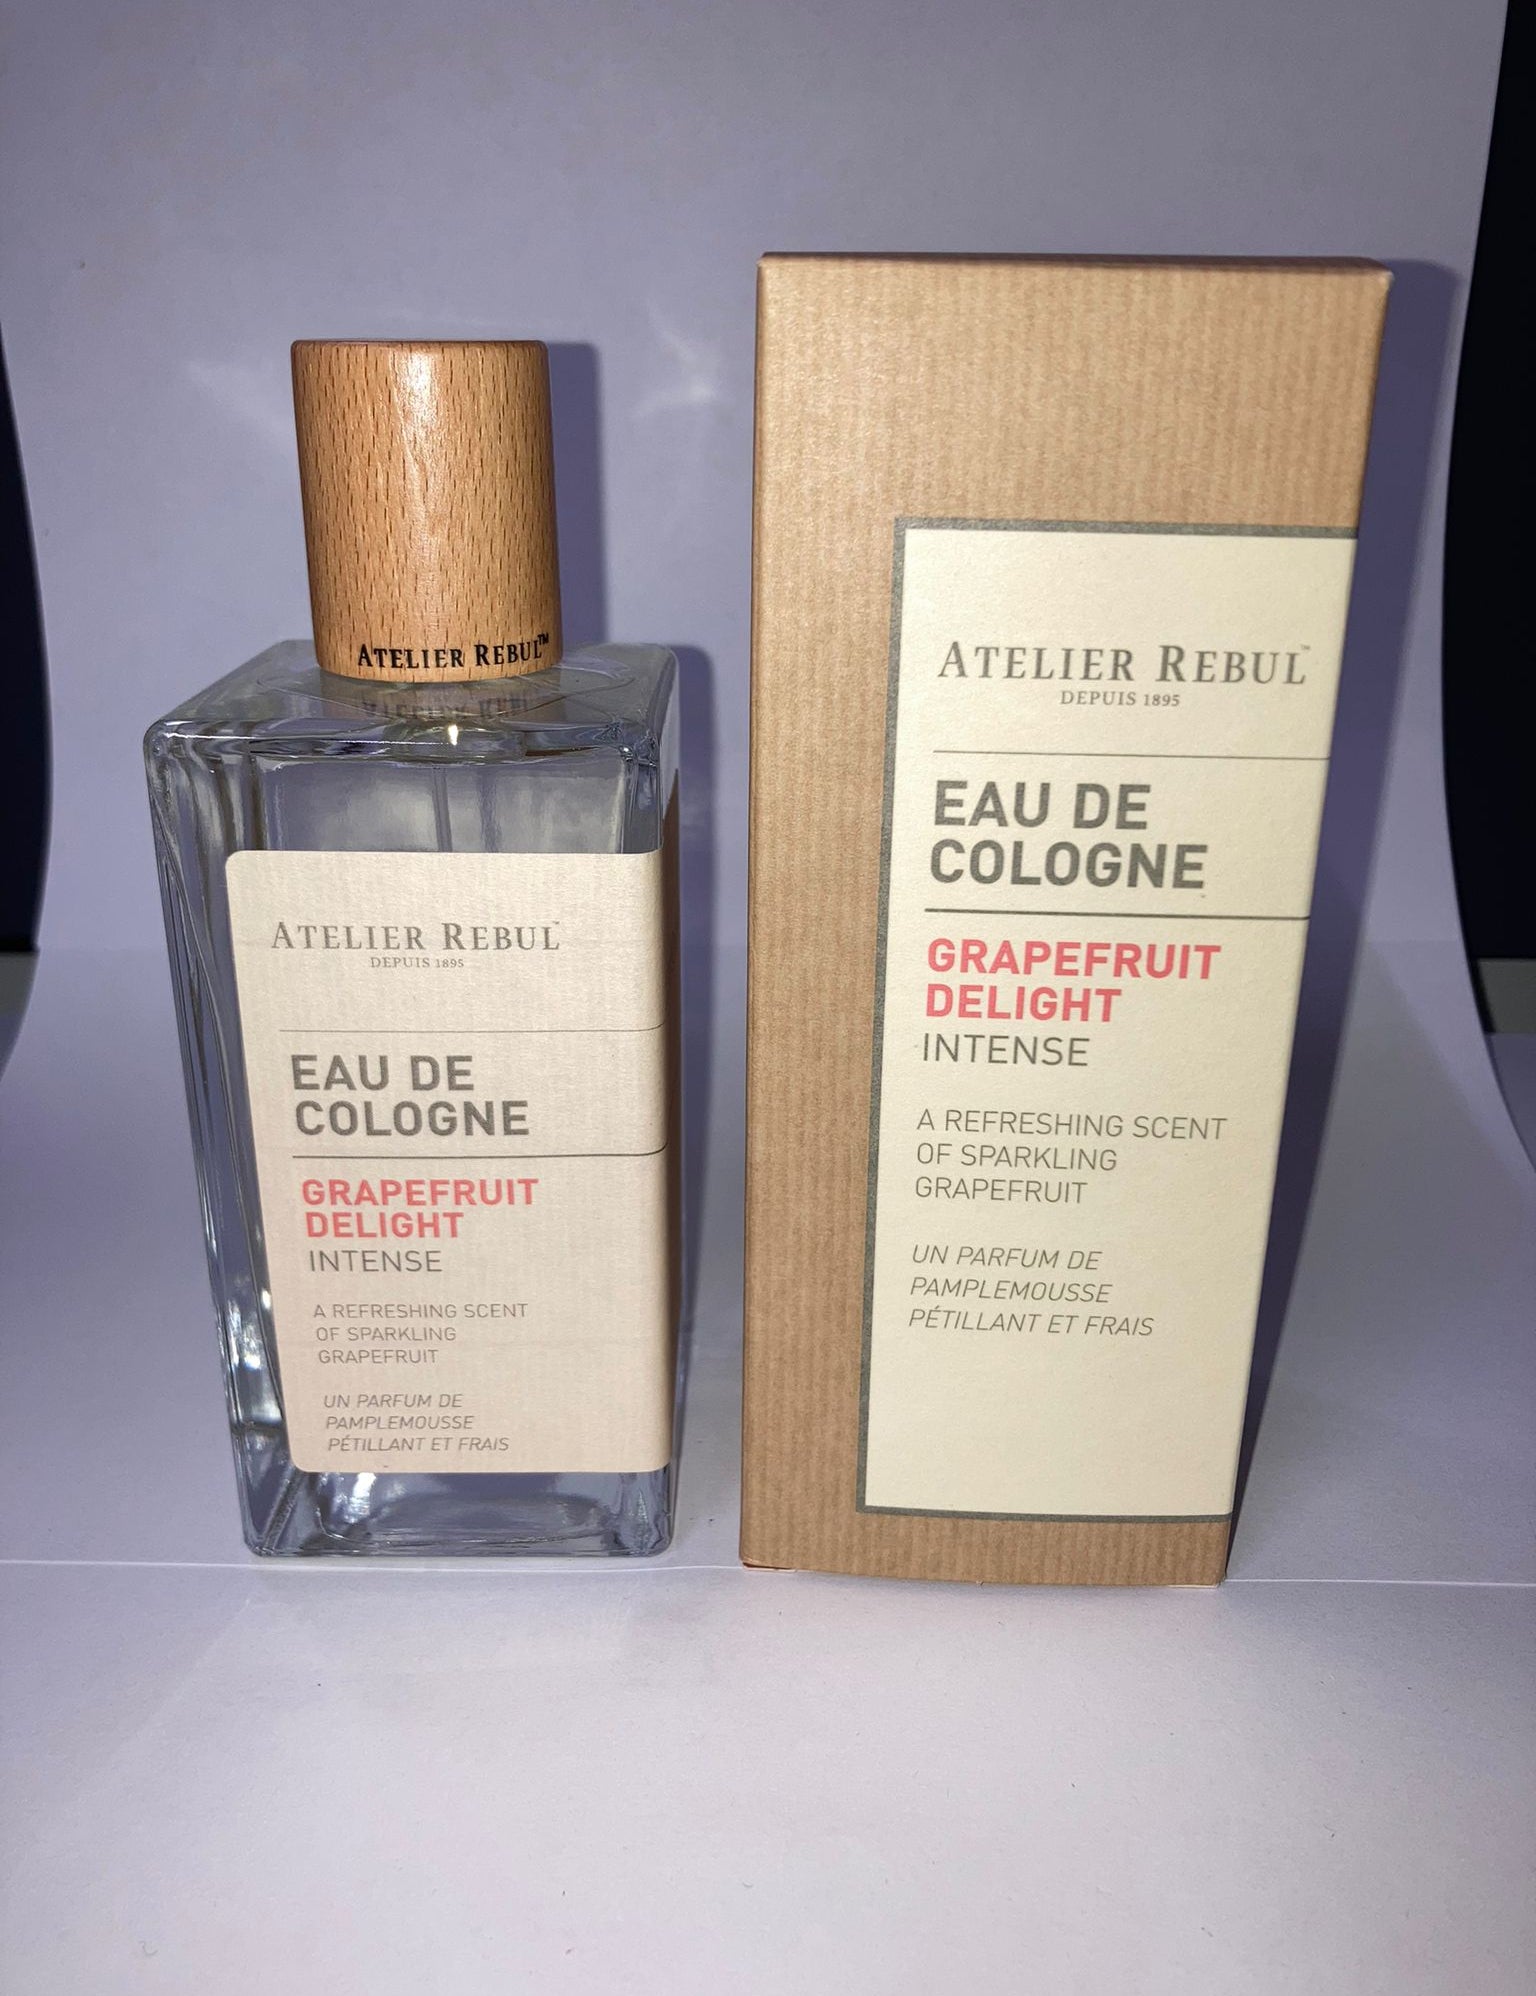 ATELIER REBUL™
ATELIER REBUL™
DEPUIS 1895
EAU DE
COLOGNE
GRAPEFRUIT
DELIGHT
INTENSE
A REFRESHING SCENT
OF SPARKLING
GRAPEFRUIT
UN PARFUM DE
PAMPLEMOUSSE
PÉTILLANT ET FRAIS
ATELIER REBUL™
DEPUIS 1895
EAU DE
COLOGNE
GRAPEFRUIT
DELIGHT
INTENSE
A REFRESHING SCENT
OF SPARKLING
GRAPEFRUIT
UN PARFUM DE
PAMPLEMOUSSE
PÉTILLANT ET FRAIS